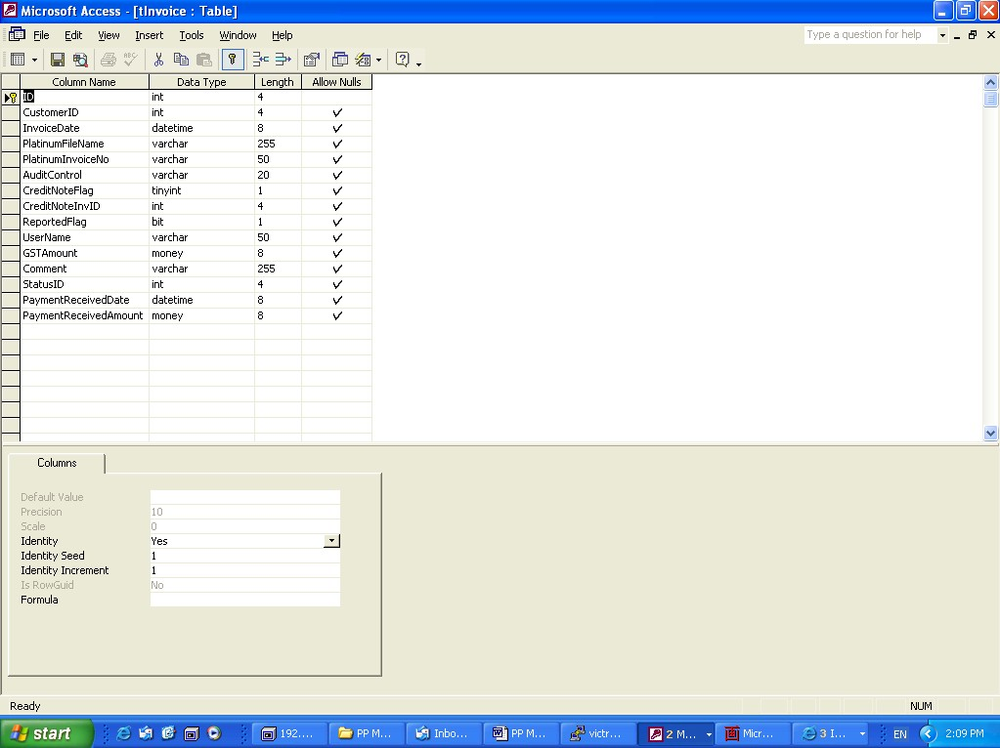 Microsoft Access - [tInvoice : Table]
File Edit View Insert Tools Window Help Type a question for help
Column Name Data Type Length Allow Nulls
ID int 4
CustomerID int 4
InvoiceDate datetime 8
PlatinumFileName varchar 255
PlatinumInvoiceNo varchar 50
AuditControl varchar 20
CreditNoteFlag tinyint 1
CreditNoteInvID int 4
ReportedFlag bit 1
UserName varchar 50
GSTAmount money 8
Comment varchar 255
StatusID int 4
PaymentReceivedDate datetime 8
PaymentReceivedAmount money 8
Columns
Default Value
Precision 10
Scale 0
Identity Yes
Identity Seed 1
Identity Increment 1
Is RowGuid No
Formula
Ready NUM
start 192.... PP M... Inbo... PP M... victr... 2 M... Micr... 3 I... EN 2:09 PM